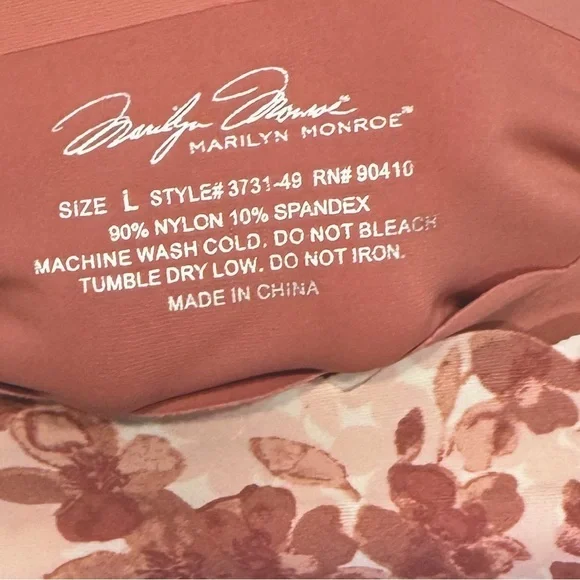 Marilyn Monroe™
MARILYN MONROE™
SIZE L STYLE# 3731-49 RN# 90410
90% NYLON 10% SPANDEX
MACHINE WASH COLD. DO NOT BLEACH
TUMBLE DRY LOW. DO NOT IRON.
MADE IN CHINA